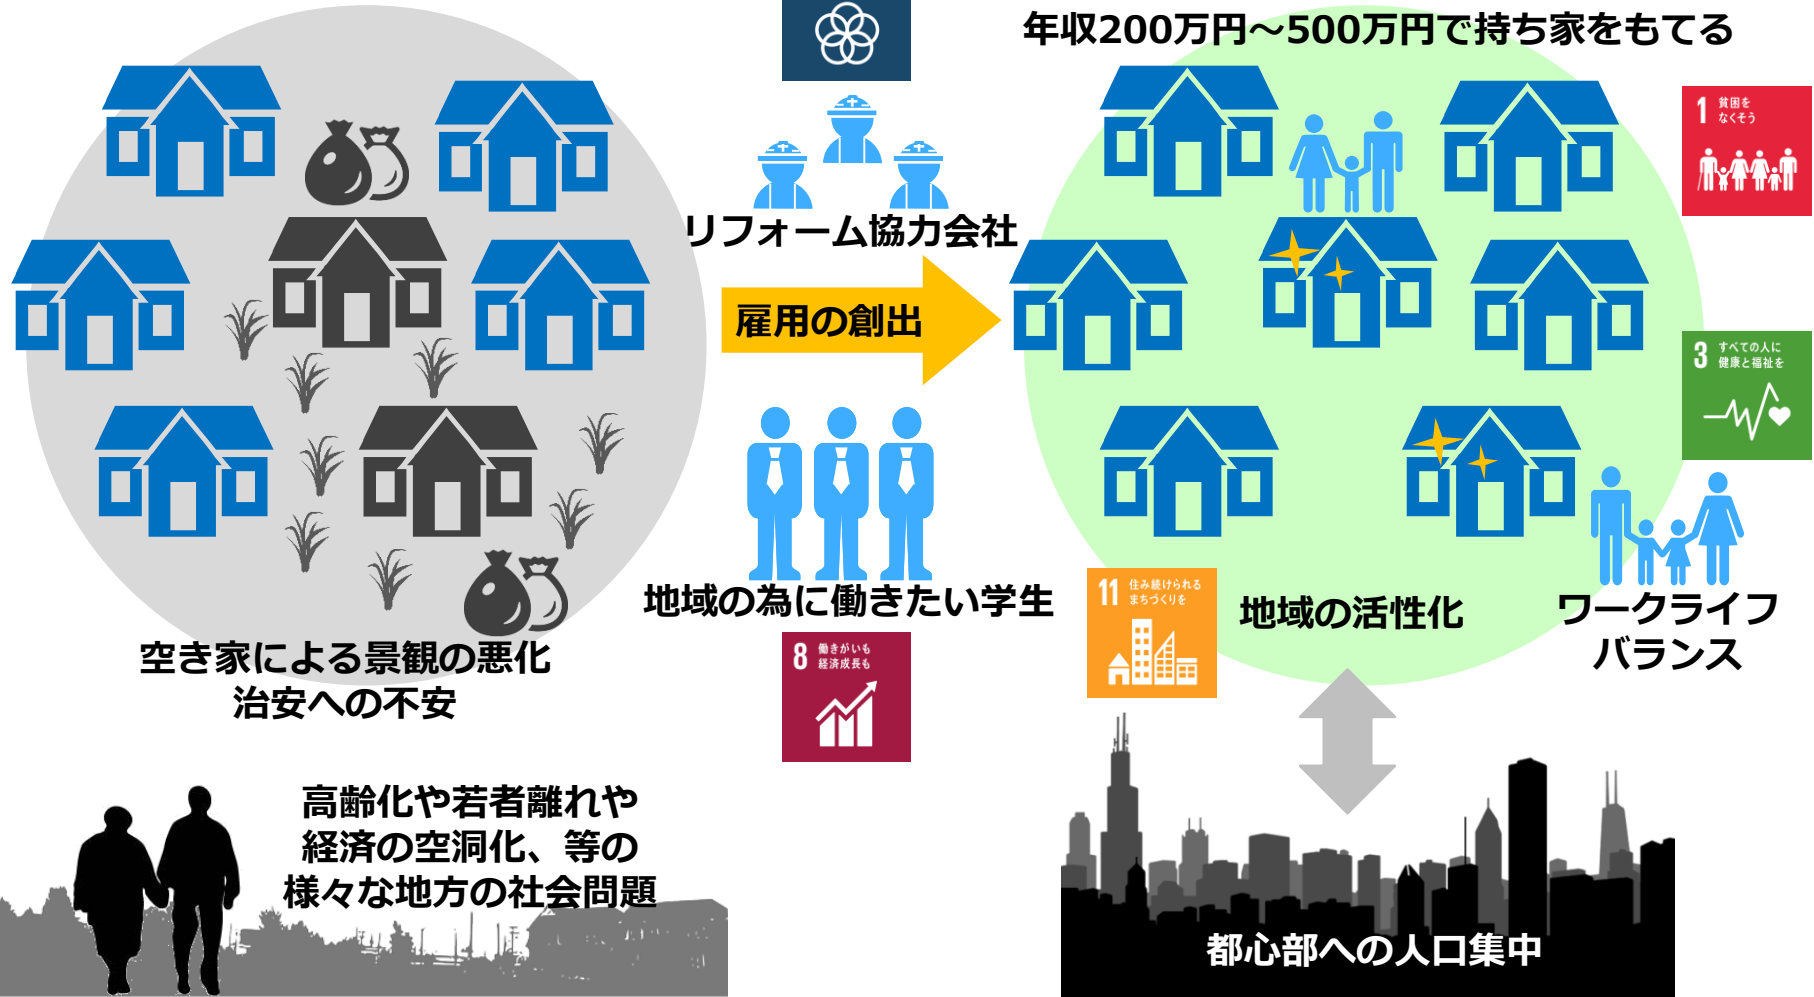 年収200万円～500万円で持ち家をもてる
1 貧困を
なくそう
リフォーム協力会社
雇用の創出
3 すべての人に
健康と福祉を
地域の為に働きたい学生
8 働きがいも
経済成長も
11 住み続けられる
まちづくりを
地域の活性化
ワークライフ
バランス
空き家による景観の悪化
治安への不安
高齢化や若者離れや
経済の空洞化、等の
様々な地方の社会問題
都心部への人口集中